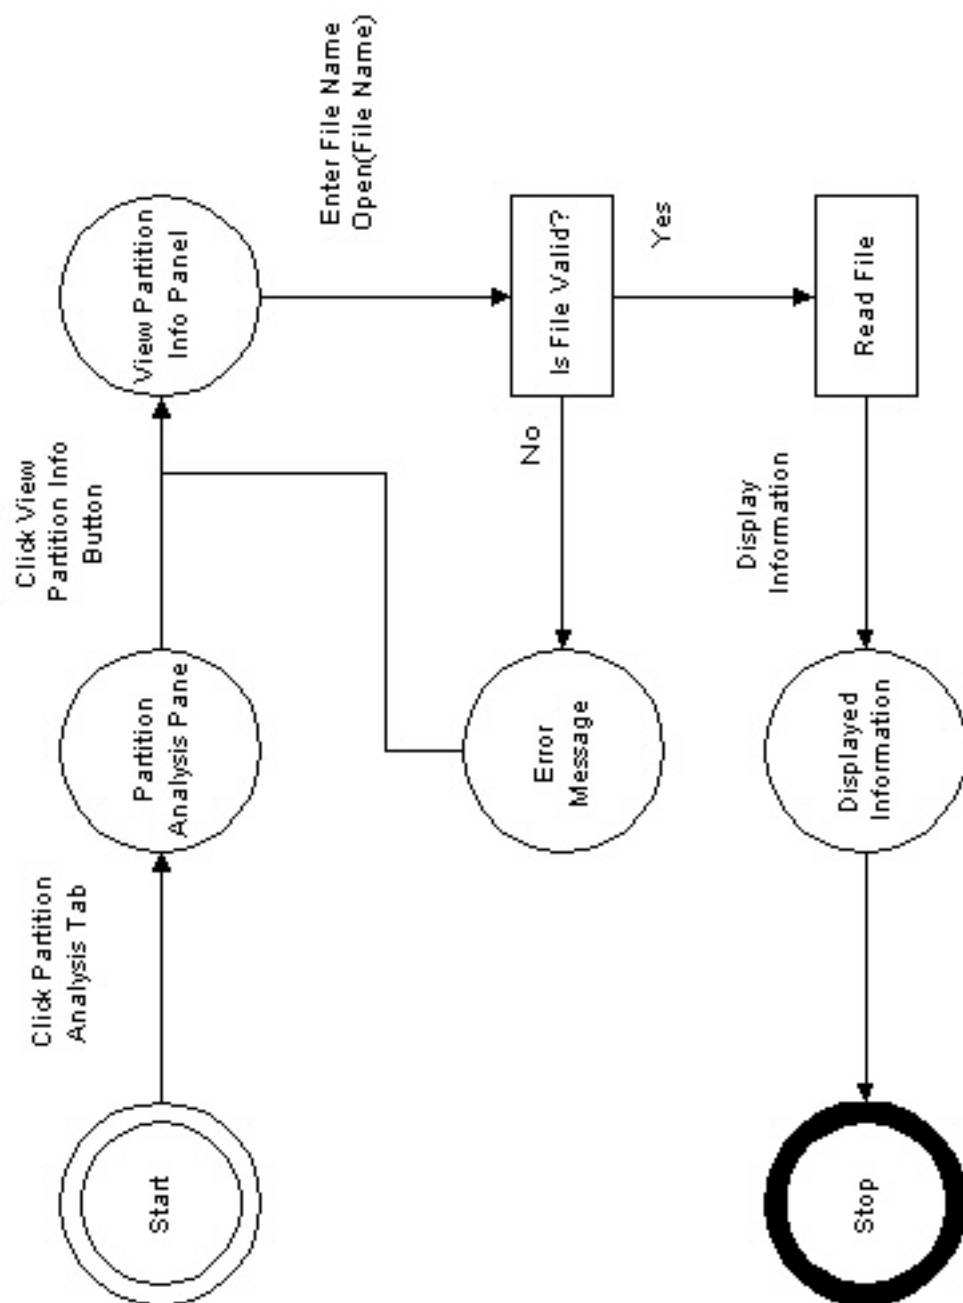 Start
Click Partition
Analysis Tab
Partition
Analysis Pane
Click View
Partition Info
Button
View Partition
Info Panel
Enter File Name
Open(File Name)
Is File Valid?
No
Error
Message
Yes
Read File
Display
Information
Displayed
Information
Stop